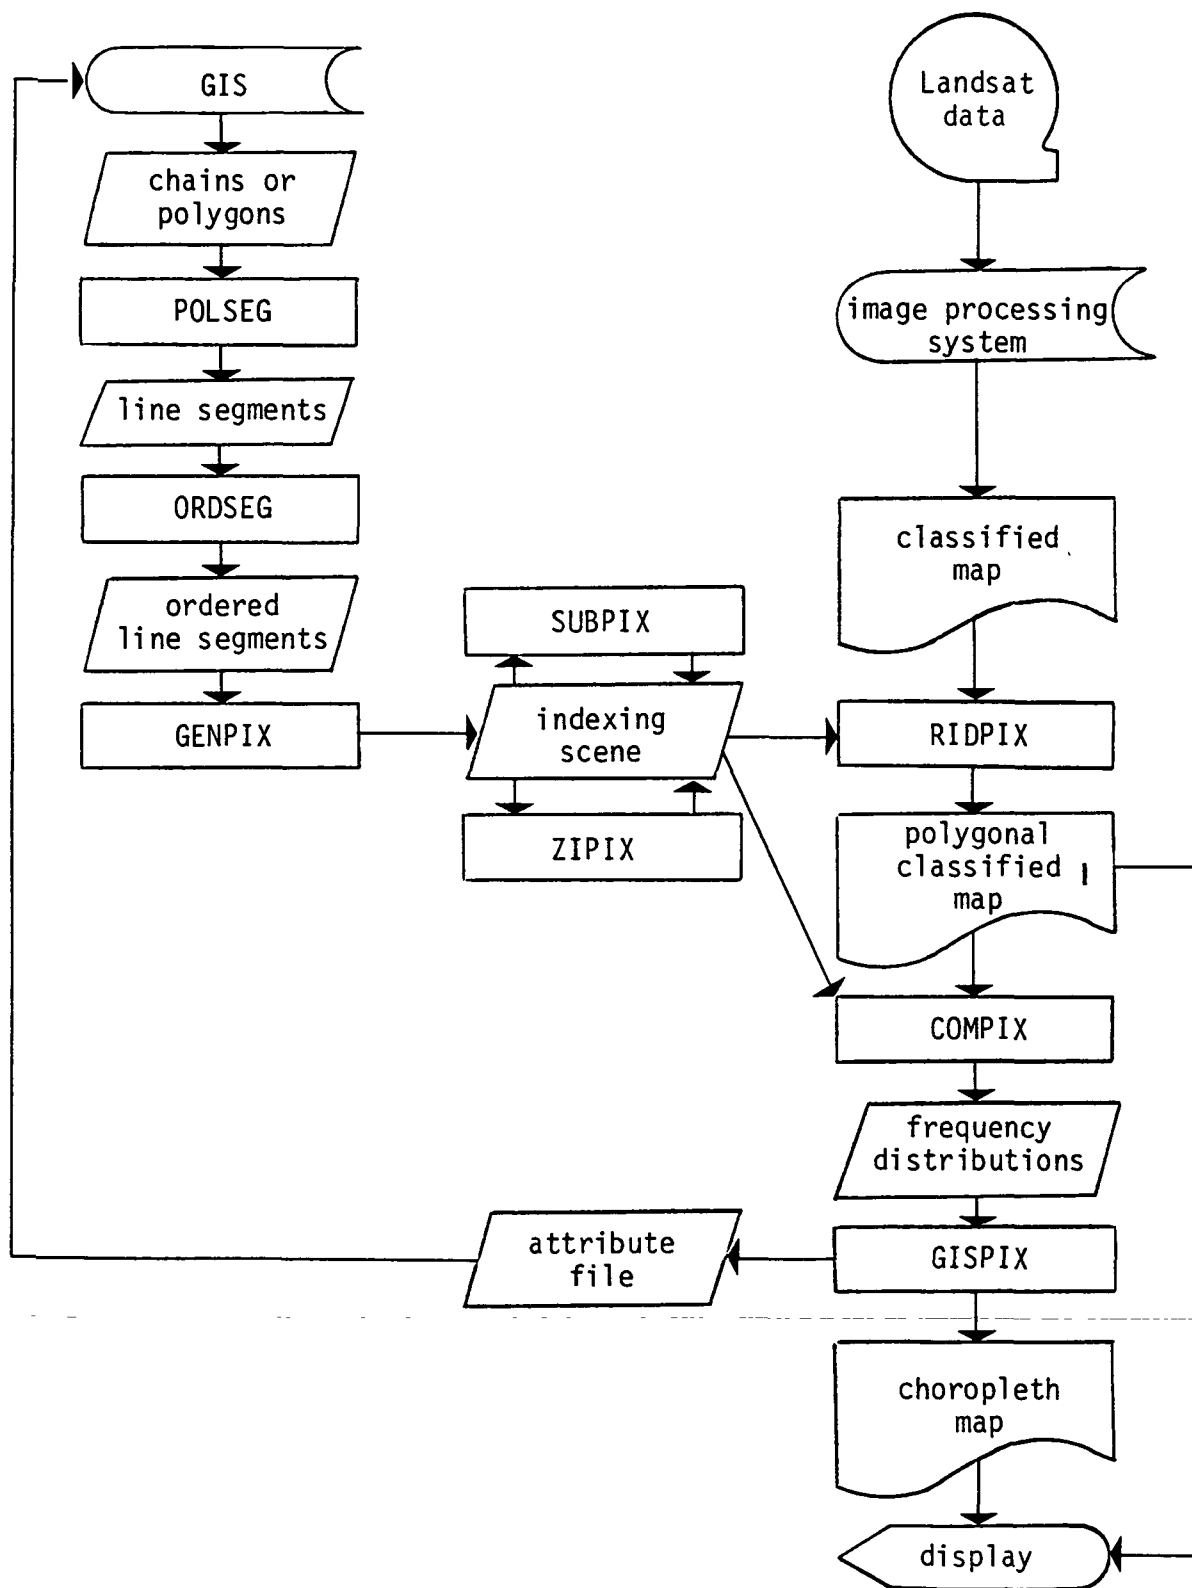 GIS
chains or
polygons
POLSEG
line segments
ORDSEG
ordered
line segments
GENPIX
SUBPIX
indexing
scene
ZIPIX
Landsat
data
image processing
system
classified
map
RIDPIX
polygonal
classified
map
COMPIX
frequency
distributions
GISPIX
attribute
file
choropleth
map
display